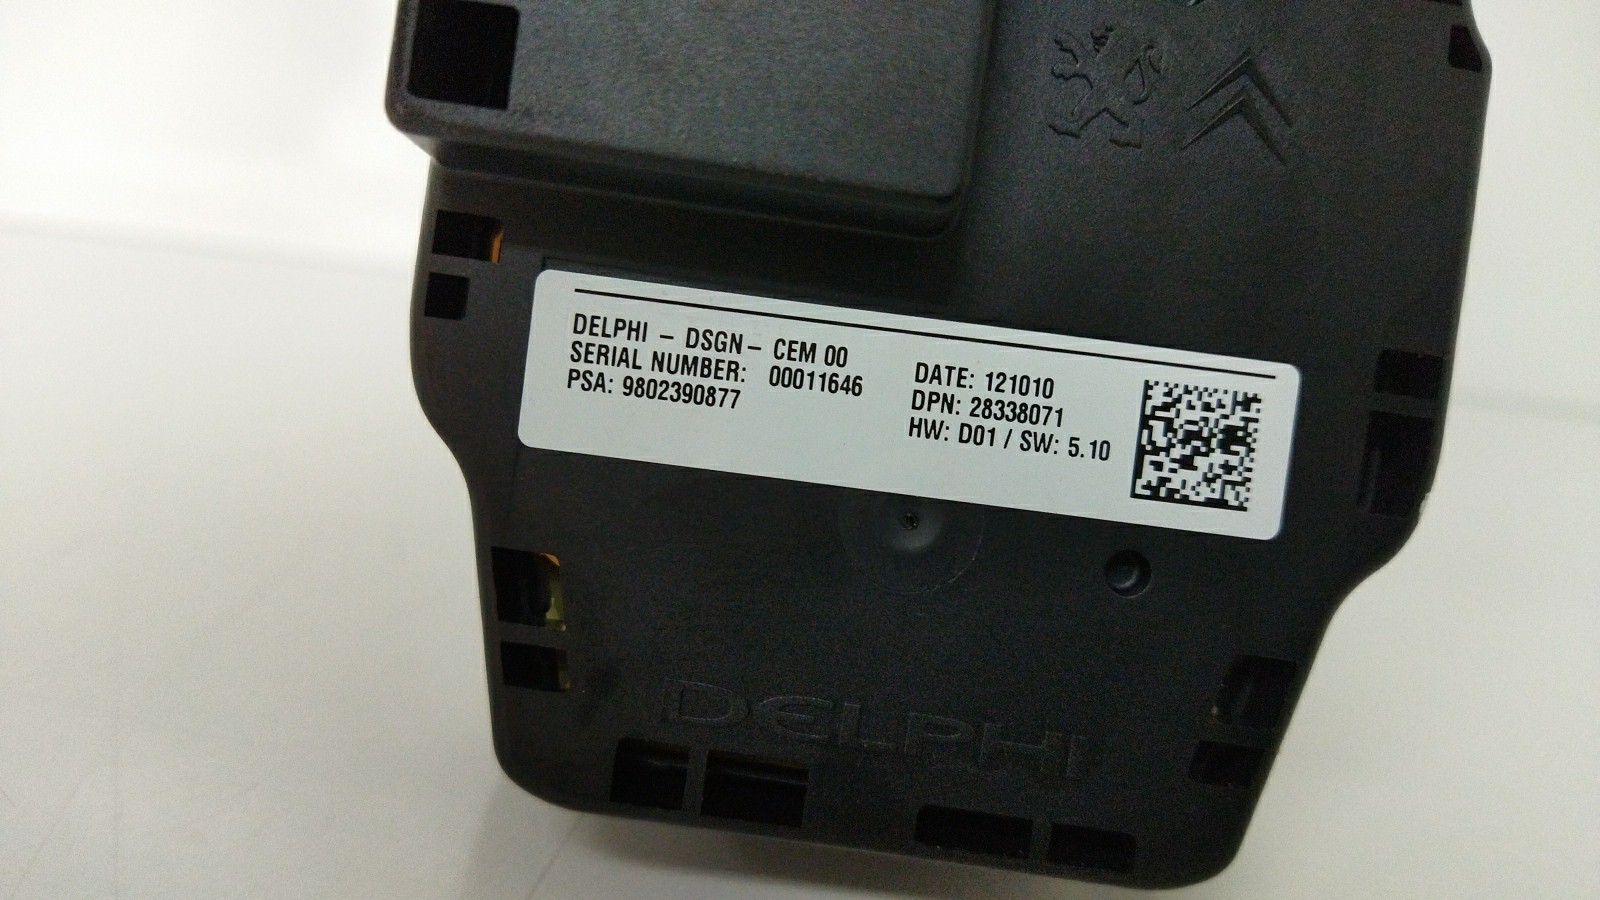 DELPHI – DSGN – CEM 00
SERIAL NUMBER: 00011646
PSA: 9802390877
DATE: 121010
DPN: 28338071
HW: D01 / SW: 5.10
DELPHI